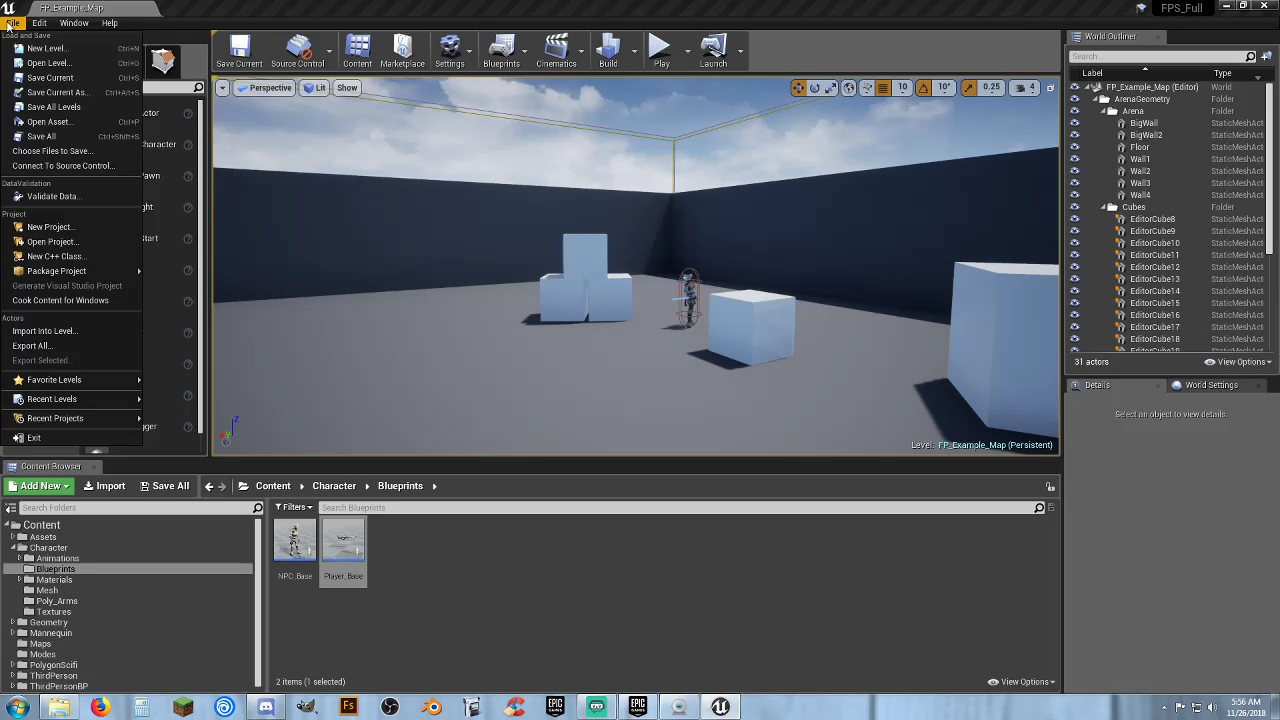 FP_Example_Map
FPS_Full
File Edit Window Help
Load and Save
New Level... Ctrl+N
Open Level... Ctrl+O
Save Current Ctrl+S
Save Current As... Ctrl+Alt+S
Save All Levels
Open Asset... Ctrl+P
Save All Ctrl+Shift+S
Choose Files to Save...
Connect To Source Control...
DataValidation
Validate Data...
Project
New Project...
Open Project...
New C++ Class...
Package Project
Generate Visual Studio Project
Cook Content for Windows
Actors
Import Into Level...
Export All...
Export Selected...
Favorite Levels
Recent Levels
Recent Projects
Exit
Save Current Source Control Content Marketplace Settings Blueprints Cinematics Build Play Launch
Perspective Lit Show 10 10° 0.25 4
Level: FP_Example_Map (Persistent)
World Outliner
Search...
Label Type
FP_Example_Map (Editor) World
ArenaGeometry Folder
Arena Folder
BigWall StaticMeshAct
BigWall2 StaticMeshAct
Floor StaticMeshAct
Wall1 StaticMeshAct
Wall2 StaticMeshAct
Wall3 StaticMeshAct
Wall4 StaticMeshAct
Cubes Folder
EditorCube8 StaticMeshAct
EditorCube9 StaticMeshAct
EditorCube10 StaticMeshAct
EditorCube11 StaticMeshAct
EditorCube12 StaticMeshAct
EditorCube13 StaticMeshAct
EditorCube14 StaticMeshAct
EditorCube15 StaticMeshAct
EditorCube16 StaticMeshAct
EditorCube17 StaticMeshAct
EditorCube18 StaticMeshAct
31 actors View Options
Details World Settings
Select an object to view details.
Content Browser
Add New Import Save All Content Character Blueprints
Search Folders
Filters Search Blueprints
Content
Assets
Character
Animations
Blueprints
Materials
Mesh
Poly_Arms
Textures
Geometry
Mannequin
Maps
Modes
PolygonScifi
ThirdPerson
ThirdPersonBP
NPC_Base Player_Base
2 items (1 selected) View Options
5:56 AM
11/26/2018